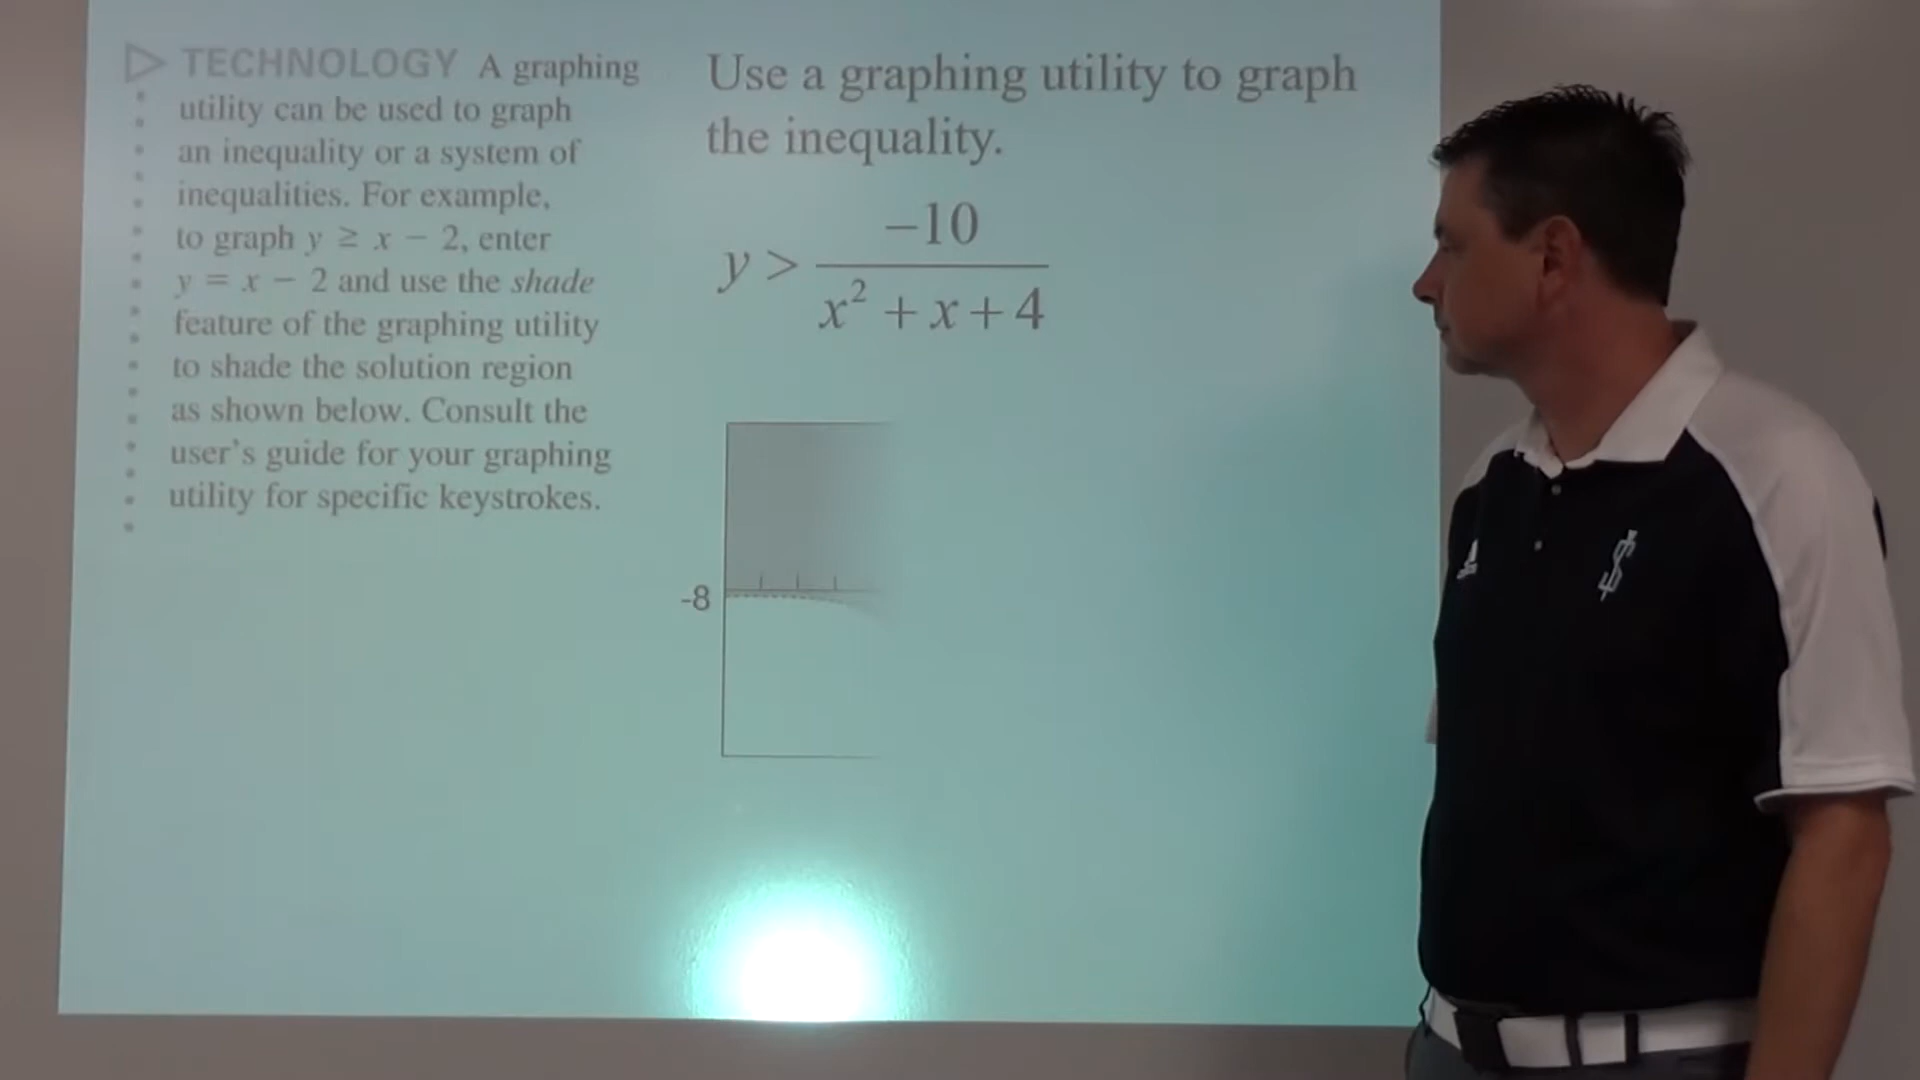 TECHNOLOGY A graphing
utility can be used to graph
an inequality or a system of
inequalities. For example,
to graph y ≥ x − 2, enter
y = x − 2 and use the shade
feature of the graphing utility
to shade the solution region
as shown below. Consult the
user's guide for your graphing
utility for specific keystrokes.
Use a graphing utility to graph
the inequality.
y > −10 / x² + x + 4
-8